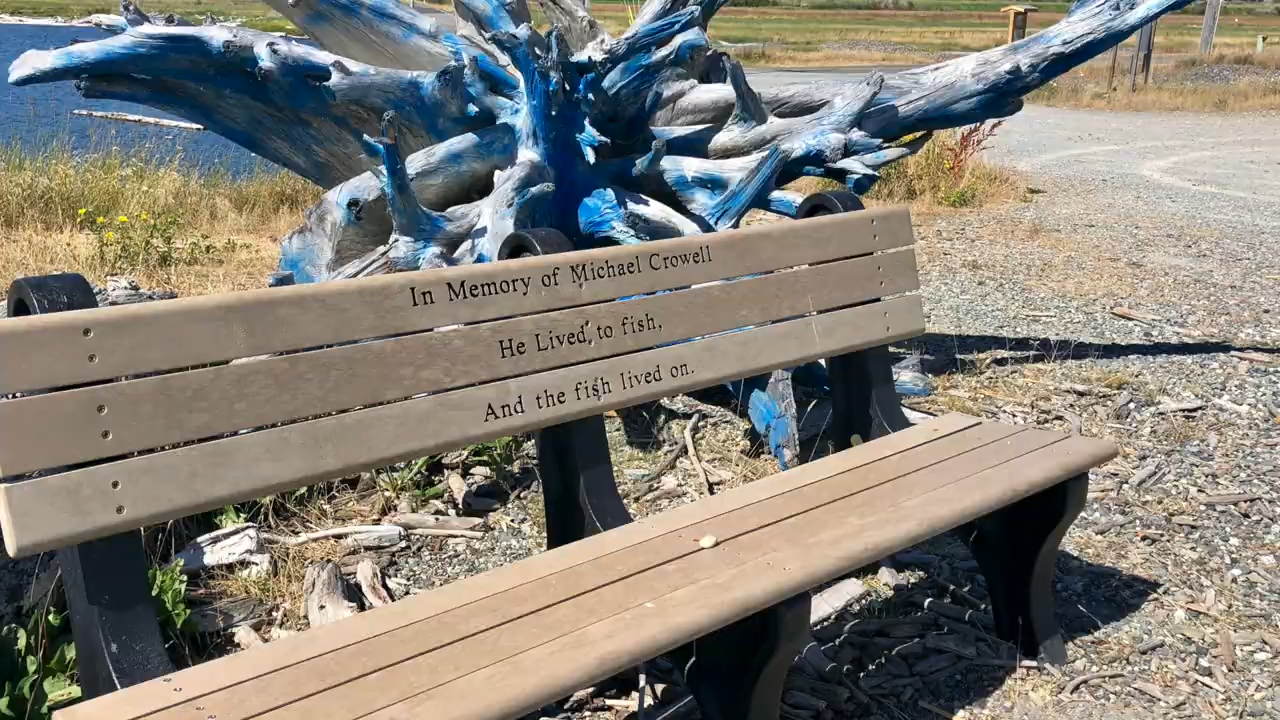 In Memory of Michael Crowell
He Lived to fish,
And the fish lived on.